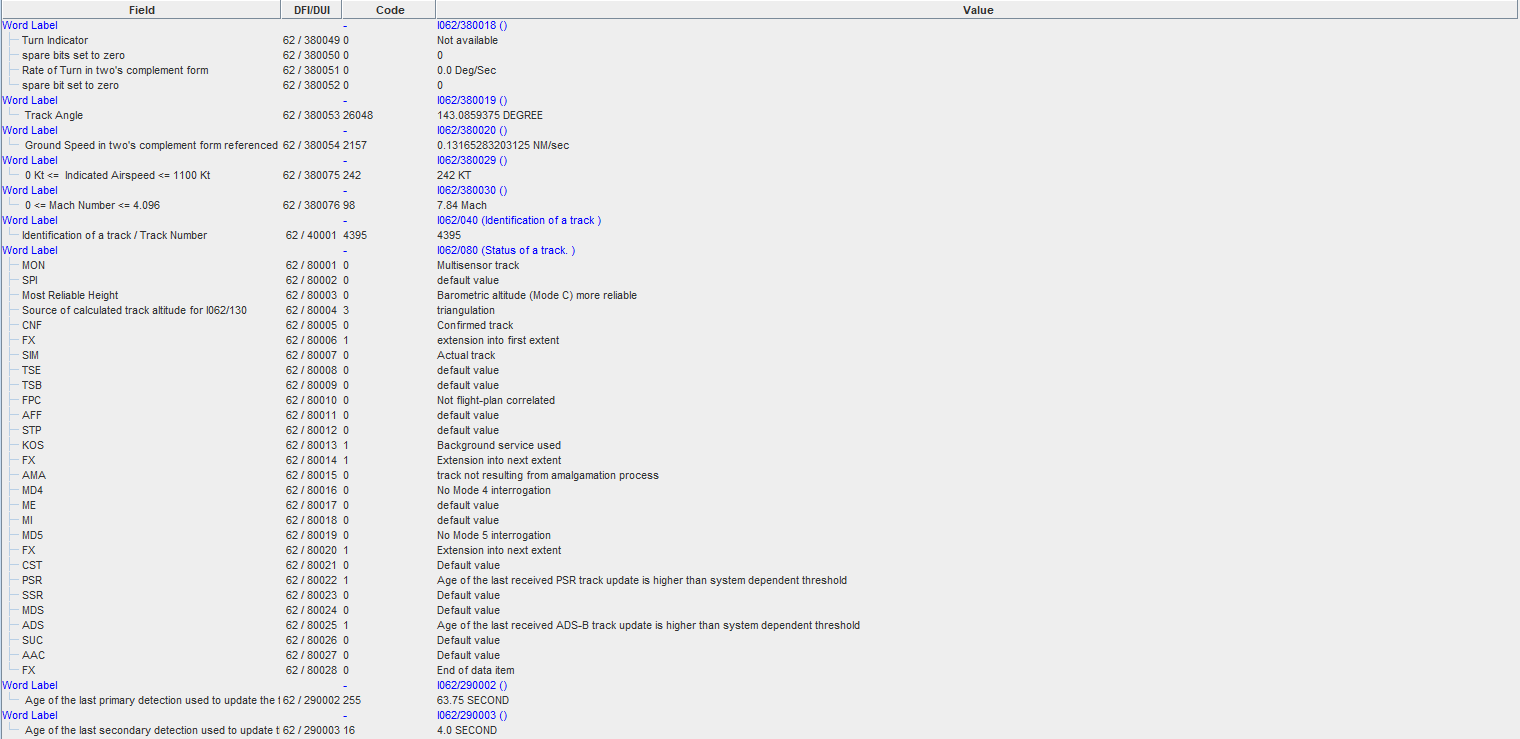 Field DFI/DUI Code Value
Word Label - I062/380018 ()
Turn Indicator 62 / 380049 0 Not available
spare bits set to zero 62 / 380050 0 0
Rate of Turn in two's complement form 62 / 380051 0 0.0 Deg/Sec
spare bit set to zero 62 / 380052 0 0
Word Label - I062/380019 ()
Track Angle 62 / 380053 26048 143.0859375 DEGREE
Word Label - I062/380020 ()
Ground Speed in two's complement form referenced 62 / 380054 2157 0.13165283203125 NM/sec
Word Label - I062/380029 ()
0 Kt <= Indicated Airspeed <= 1100 Kt 62 / 380075 242 242 KT
Word Label - I062/380030 ()
0 <= Mach Number <= 4.096 62 / 380076 98 7.84 Mach
Word Label - I062/040 (Identification of a track )
Identification of a track / Track Number 62 / 40001 4395 4395
Word Label - I062/080 (Status of a track. )
MON 62 / 80001 0 Multisensor track
SPI 62 / 80002 0 default value
Most Reliable Height 62 / 80003 0 Barometric altitude (Mode C) more reliable
Source of calculated track altitude for I062/130 62 / 80004 3 triangulation
CNF 62 / 80005 0 Confirmed track
FX 62 / 80006 1 extension into first extent
SIM 62 / 80007 0 Actual track
TSE 62 / 80008 0 default value
TSB 62 / 80009 0 default value
FPC 62 / 80010 0 Not flight-plan correlated
AFF 62 / 80011 0 default value
STP 62 / 80012 0 default value
KOS 62 / 80013 1 Background service used
FX 62 / 80014 1 Extension into next extent
AMA 62 / 80015 0 track not resulting from amalgamation process
MD4 62 / 80016 0 No Mode 4 interrogation
ME 62 / 80017 0 default value
MI 62 / 80018 0 default value
MD5 62 / 80019 0 No Mode 5 interrogation
FX 62 / 80020 1 Extension into next extent
CST 62 / 80021 0 Default value
PSR 62 / 80022 1 Age of the last received PSR track update is higher than system dependent threshold
SSR 62 / 80023 0 Default value
MDS 62 / 80024 0 Default value
ADS 62 / 80025 1 Age of the last received ADS-B track update is higher than system dependent threshold
SUC 62 / 80026 0 Default value
AAC 62 / 80027 0 Default value
FX 62 / 80028 0 End of data item
Word Label - I062/290002 ()
Age of the last primary detection used to update the t 62 / 290002 255 63.75 SECOND
Word Label - I062/290003 ()
Age of the last secondary detection used to update t 62 / 290003 16 4.0 SECOND